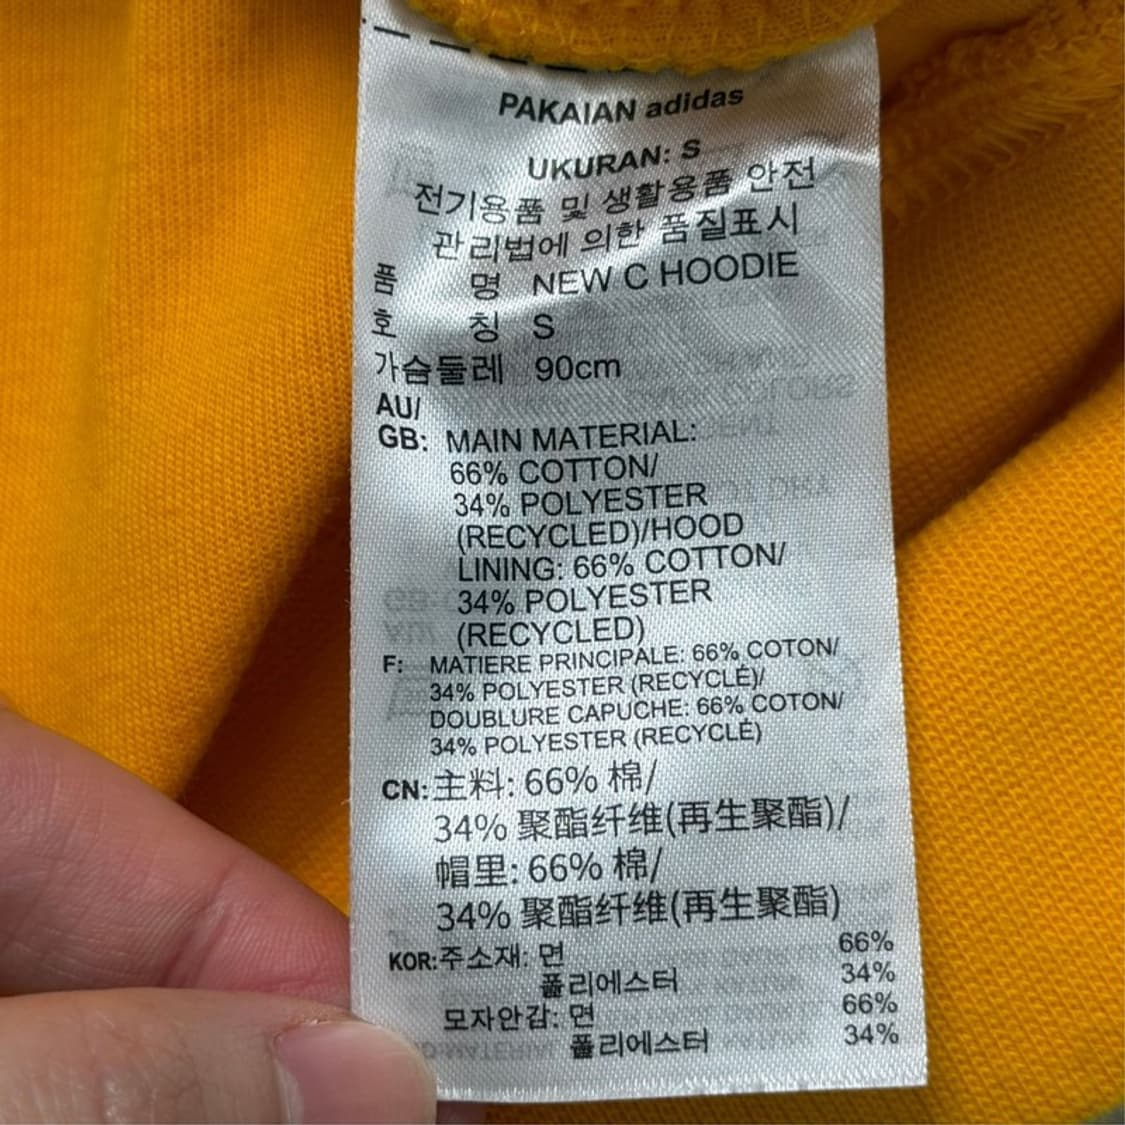 PAKAIAN adidas
UKURAN: S
전기용품 및 생활용품 안전
관리법에 의한 품질표시
품 명 NEW C HOODIE
호 칭 S
가슴둘레 90cm
AU/
GB: MAIN MATERIAL:
66% COTTON/
34% POLYESTER
(RECYCLED)/HOOD
LINING: 66% COTTON/
34% POLYESTER
(RECYCLED)
F: MATIERE PRINCIPALE: 66% COTON/
34% POLYESTER (RECYCLÉ)/
DOUBLURE CAPUCHE: 66% COTON/
34% POLYESTER (RECYCLÉ)
CN: 主料: 66% 棉/
34% 聚酯纤维(再生聚酯)/
帽里: 66% 棉/
34% 聚酯纤维(再生聚酯)
KOR: 주소재: 면 66%
폴리에스터 34%
모자안감: 면 66%
폴리에스터 34%